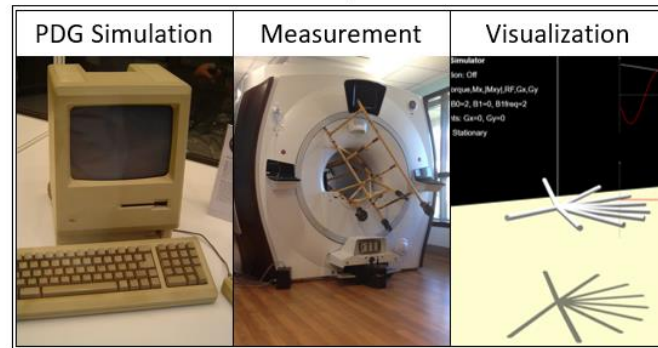 PDG Simulation
Measurement
Visualization
Simulator
ion: Off
orque,Mx,|Mxy|,RF,Gx,Gy
B0=2, B1=0, B1freq=2
nts: Gx=0, Gy=0
Stationary